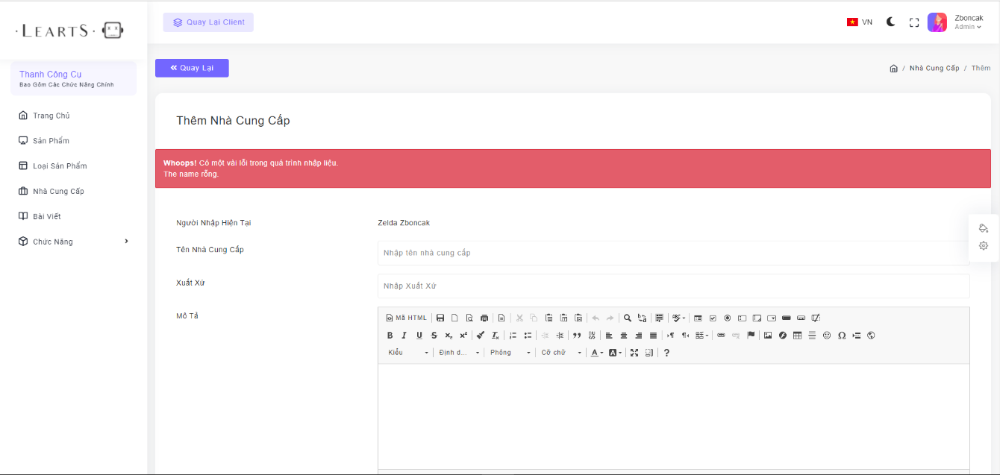 · LEARTS ·
Quay Lại Client
VN
Zboncak
Admin
Thanh Công Cụ
Bao Gồm Các Chức Năng Chính
Trang Chủ
Sản Phẩm
Loại Sản Phẩm
Nhà Cung Cấp
Bài Viết
Chức Năng
Quay Lại
/ Nhà Cung Cấp / Thêm
Thêm Nhà Cung Cấp
Whoops! Có một vài lỗi trong quá trình nhập liệu.
The name rỗng.
Người Nhập Hiện Tại
Zelda Zboncak
Tên Nhà Cung Cấp
Nhập tên nhà cung cấp
Xuất Xứ
Nhập Xuất Xứ
Mô Tả
Mã HTML
Kiểu
Định d...
Phông
Cỡ chữ